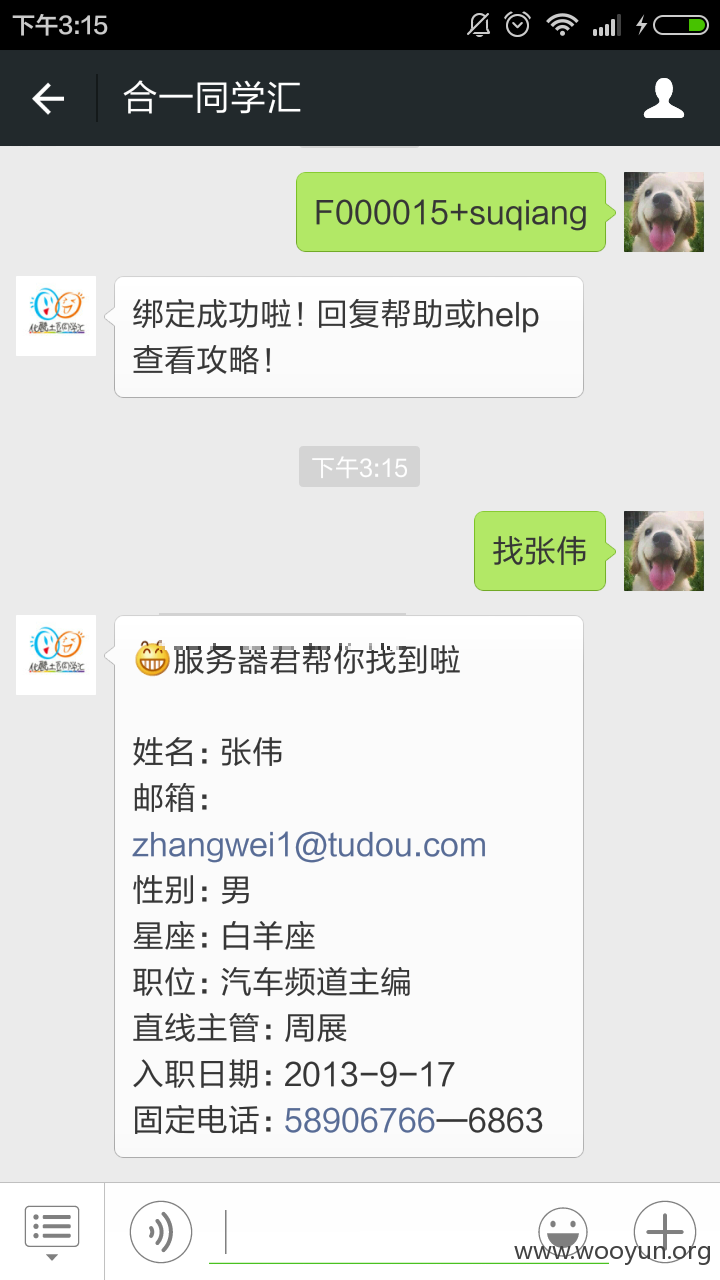 下午3:15
合一同学汇
F000015+suqiang
绑定成功啦！回复帮助或help
查看攻略！
下午3:15
找张伟
服务器君帮你找到啦
姓名：张伟
邮箱：
zhangwei1@tudou.com
性别：男
星座：白羊座
职位：汽车频道主编
直线主管：周展
入职日期：2013-9-17
固定电话：58906766—6863
www.wooyun.org